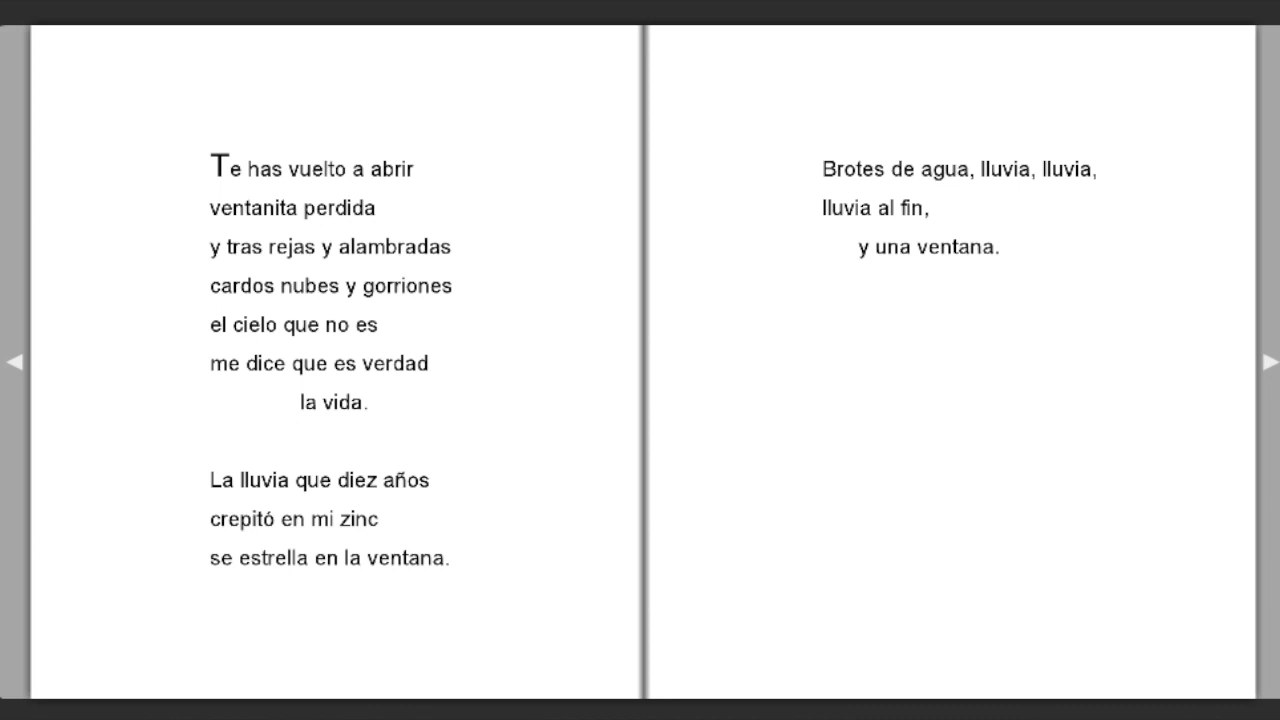 Te has vuelto a abrir
ventanita perdida
y tras rejas y alambradas
cardos nubes y gorriones
el cielo que no es
me dice que es verdad
la vida.
La lluvia que diez años
crepitó en mi zinc
se estrella en la ventana.
Brotes de agua, lluvia, lluvia,
lluvia al fin,
y una ventana.